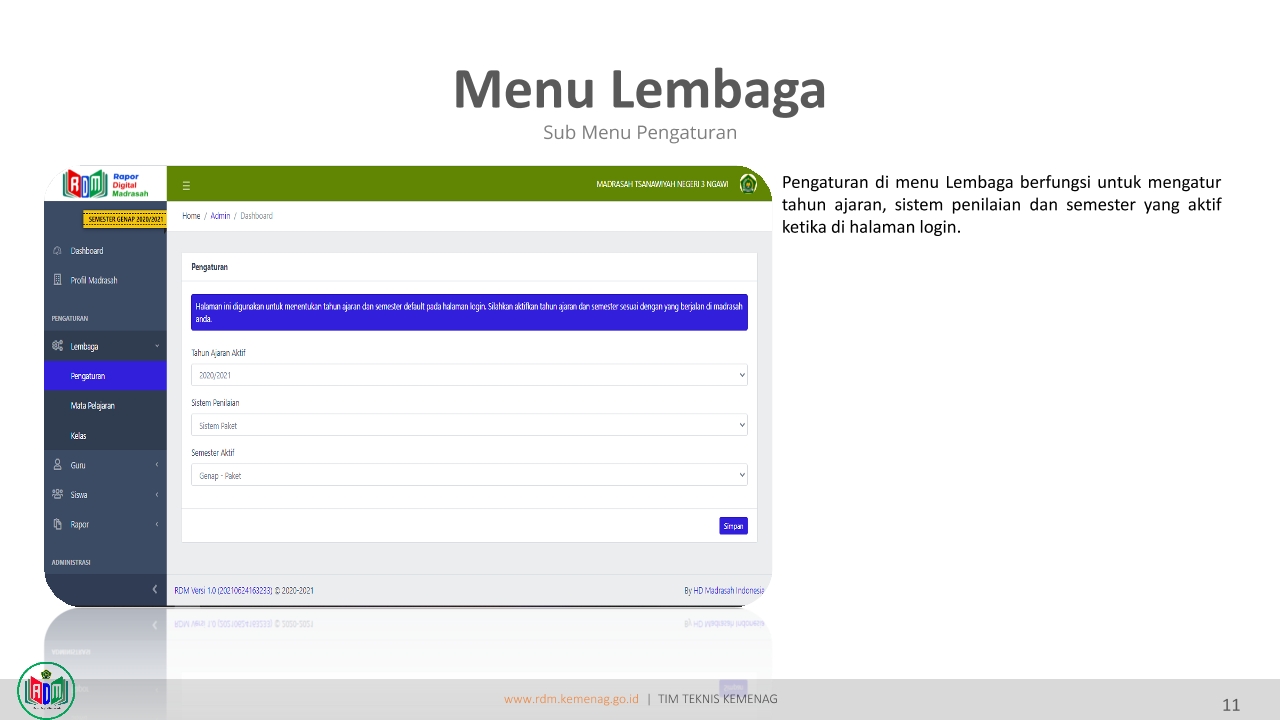 Menu Lembaga
Sub Menu Pengaturan
RDM
Rapor
Digital
Madrasah
MADRASAH TSANAWIYAH NEGERI 3 NGAWI
SEMESTER GENAP 2020/2021
Home / Admin / Dashboard
Dashboard
Profil Madrasah
PENGATURAN
Lembaga
Pengaturan
Mata Pelajaran
Kelas
Guru
Siswa
Rapor
ADMINISTRASI
Pengaturan
Halaman ini digunakan untuk menentukan tahun ajaran dan semester default pada halaman login. Silahkan aktifkan tahun ajaran dan semester sesuai dengan yang berjalan di madrasah
anda.
Tahun Ajaran Aktif
2020/2021
Sistem Penilaian
Sistem Paket
Semester Aktif
Genap - Paket
Simpan
RDM Versi 1.0 (20210624163233) © 2020-2021
By HD Madrasah Indonesia
Pengaturan di menu Lembaga berfungsi untuk mengatur
tahun ajaran, sistem penilaian dan semester yang aktif
ketika di halaman login.
RDM
www.rdm.kemenag.go.id | TIM TEKNIS KEMENAG
11